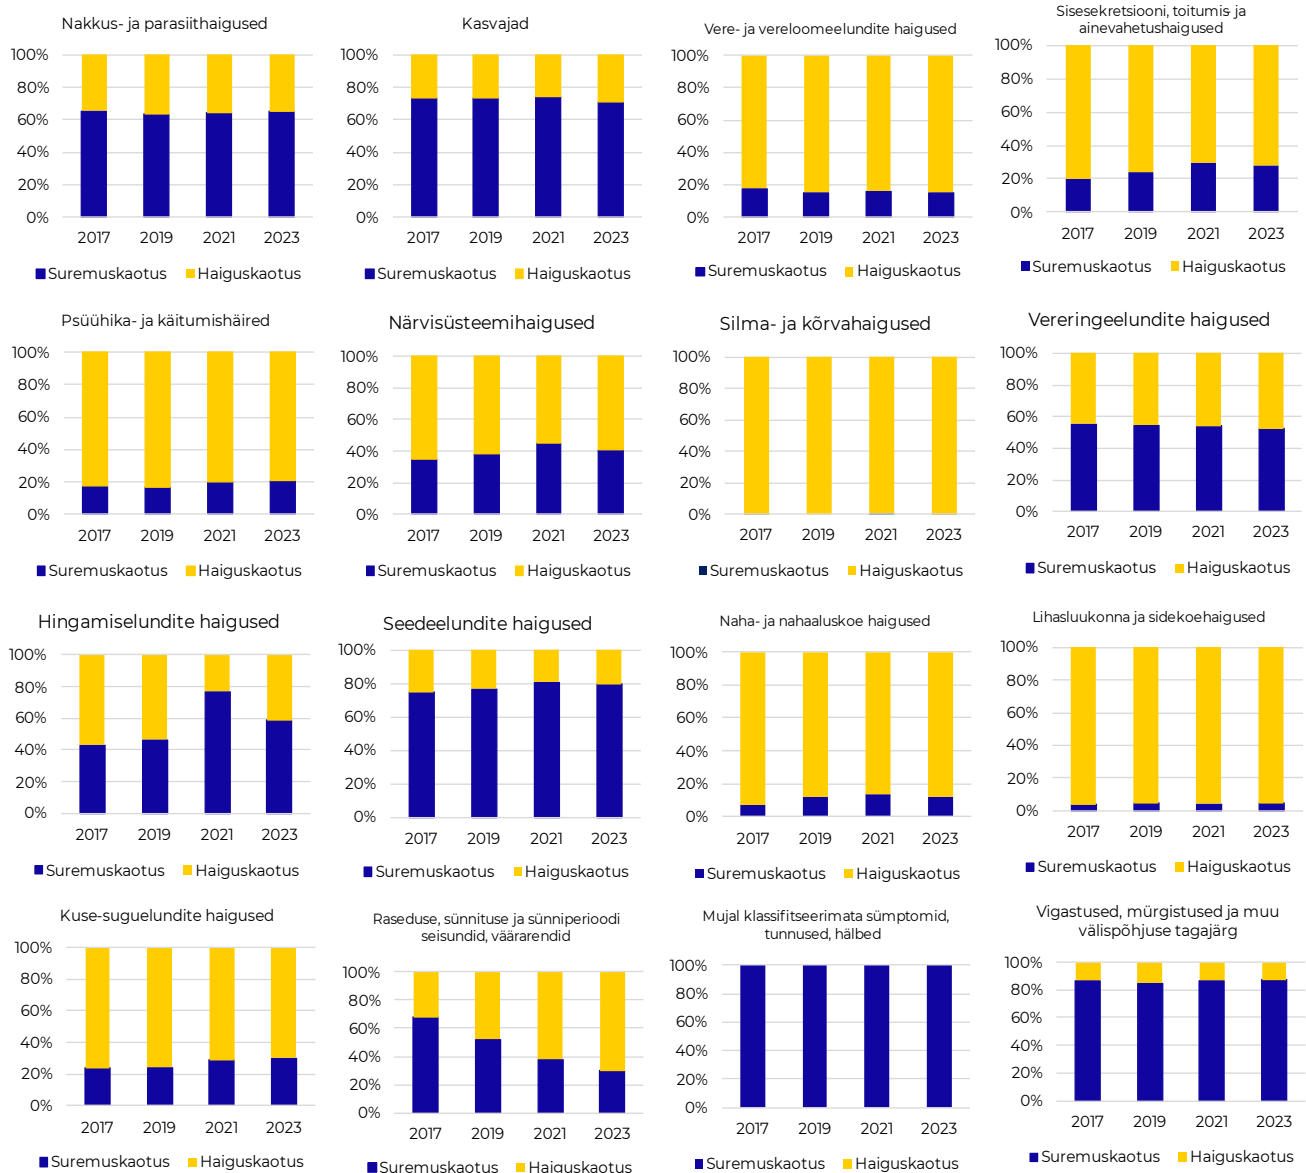 Nakkus- ja parasiithaigused
100%
80%
60%
40%
20%
0%
2017 2019 2021 2023
Suremuskaotus Haiguskaotus
Kasvajad
100%
80%
60%
40%
20%
0%
2017 2019 2021 2023
Suremuskaotus Haiguskaotus
Vere- ja vereloomeelundite haigused
100%
80%
60%
40%
20%
0%
2017 2019 2021 2023
Suremuskaotus Haiguskaotus
Sisesekretsiooni, toitumis- ja
ainevahetushaigused
100%
80%
60%
40%
20%
0%
2017 2019 2021 2023
Suremuskaotus Haiguskaotus
Psüühika- ja käitumishäired
100%
80%
60%
40%
20%
0%
2017 2019 2021 2023
Suremuskaotus Haiguskaotus
Närvisüsteemihaigused
100%
80%
60%
40%
20%
0%
2017 2019 2021 2023
Suremuskaotus Haiguskaotus
Silma- ja kõrvahaigused
100%
80%
60%
40%
20%
0%
2017 2019 2021 2023
Suremuskaotus Haiguskaotus
Vereringeelundite haigused
100%
80%
60%
40%
20%
0%
2017 2019 2021 2023
Suremuskaotus Haiguskaotus
Hingamiselundite haigused
100%
80%
60%
40%
20%
0%
2017 2019 2021 2023
Suremuskaotus Haiguskaotus
Seedeelundite haigused
100%
80%
60%
40%
20%
0%
2017 2019 2021 2023
Suremuskaotus Haiguskaotus
Naha- ja nahaaluskoe haigused
100%
80%
60%
40%
20%
0%
2017 2019 2021 2023
Suremuskaotus Haiguskaotus
Lihasluukonna ja sidekoehaigused
100%
80%
60%
40%
20%
0%
2017 2019 2021 2023
Suremuskaotus Haiguskaotus
Kuse-suguelundite haigused
100%
80%
60%
40%
20%
0%
2017 2019 2021 2023
Suremuskaotus Haiguskaotus
Raseduse, sünnituse ja sünniperioodi
seisundid, väärarendid
100%
80%
60%
40%
20%
0%
2017 2019 2021 2023
Suremuskaotus Haiguskaotus
Mujal klassifitseerimata sümptomid,
tunnused, hälbed
100%
80%
60%
40%
20%
0%
2017 2019 2021 2023
Suremuskaotus Haiguskaotus
Vigastused, mürgistused ja muu
välispõhjuse tagajärg
100%
80%
60%
40%
20%
0%
2017 2019 2021 2023
Suremuskaotus Haiguskaotus